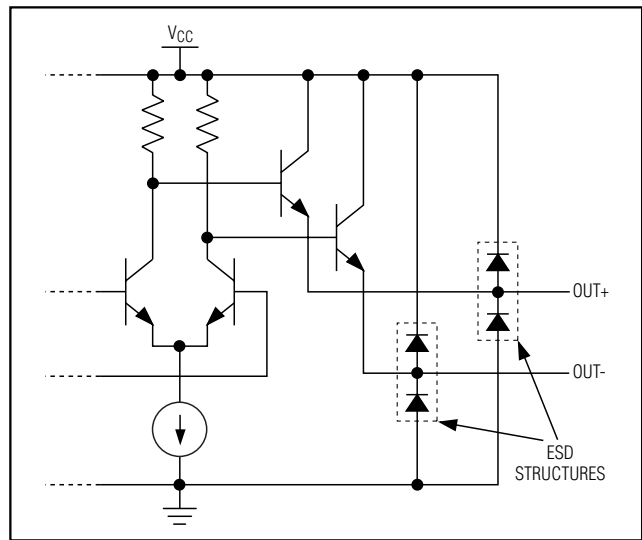 VCC
OUT+
OUT-
ESD
STRUCTURES